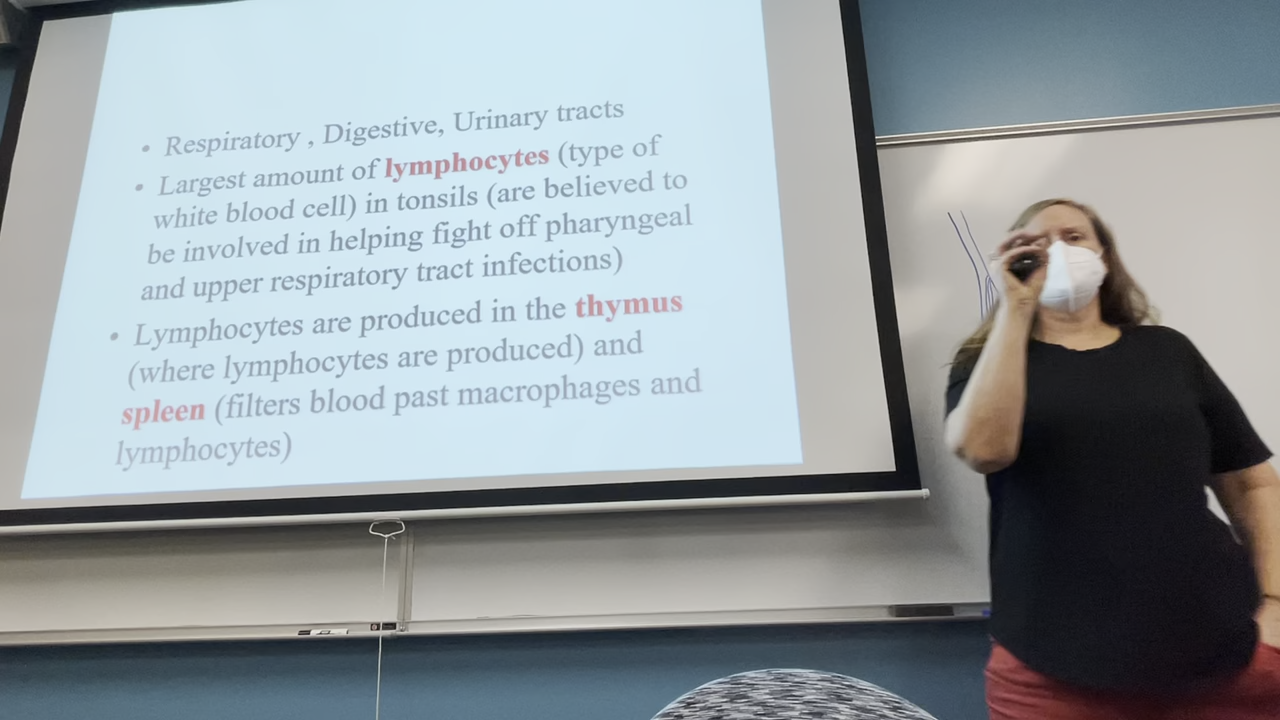 • Respiratory , Digestive, Urinary tracts
• Largest amount of lymphocytes (type of
white blood cell) in tonsils (are believed to
be involved in helping fight off pharyngeal
and upper respiratory tract infections)
• Lymphocytes are produced in the thymus
(where lymphocytes are produced) and
spleen (filters blood past macrophages and
lymphocytes)